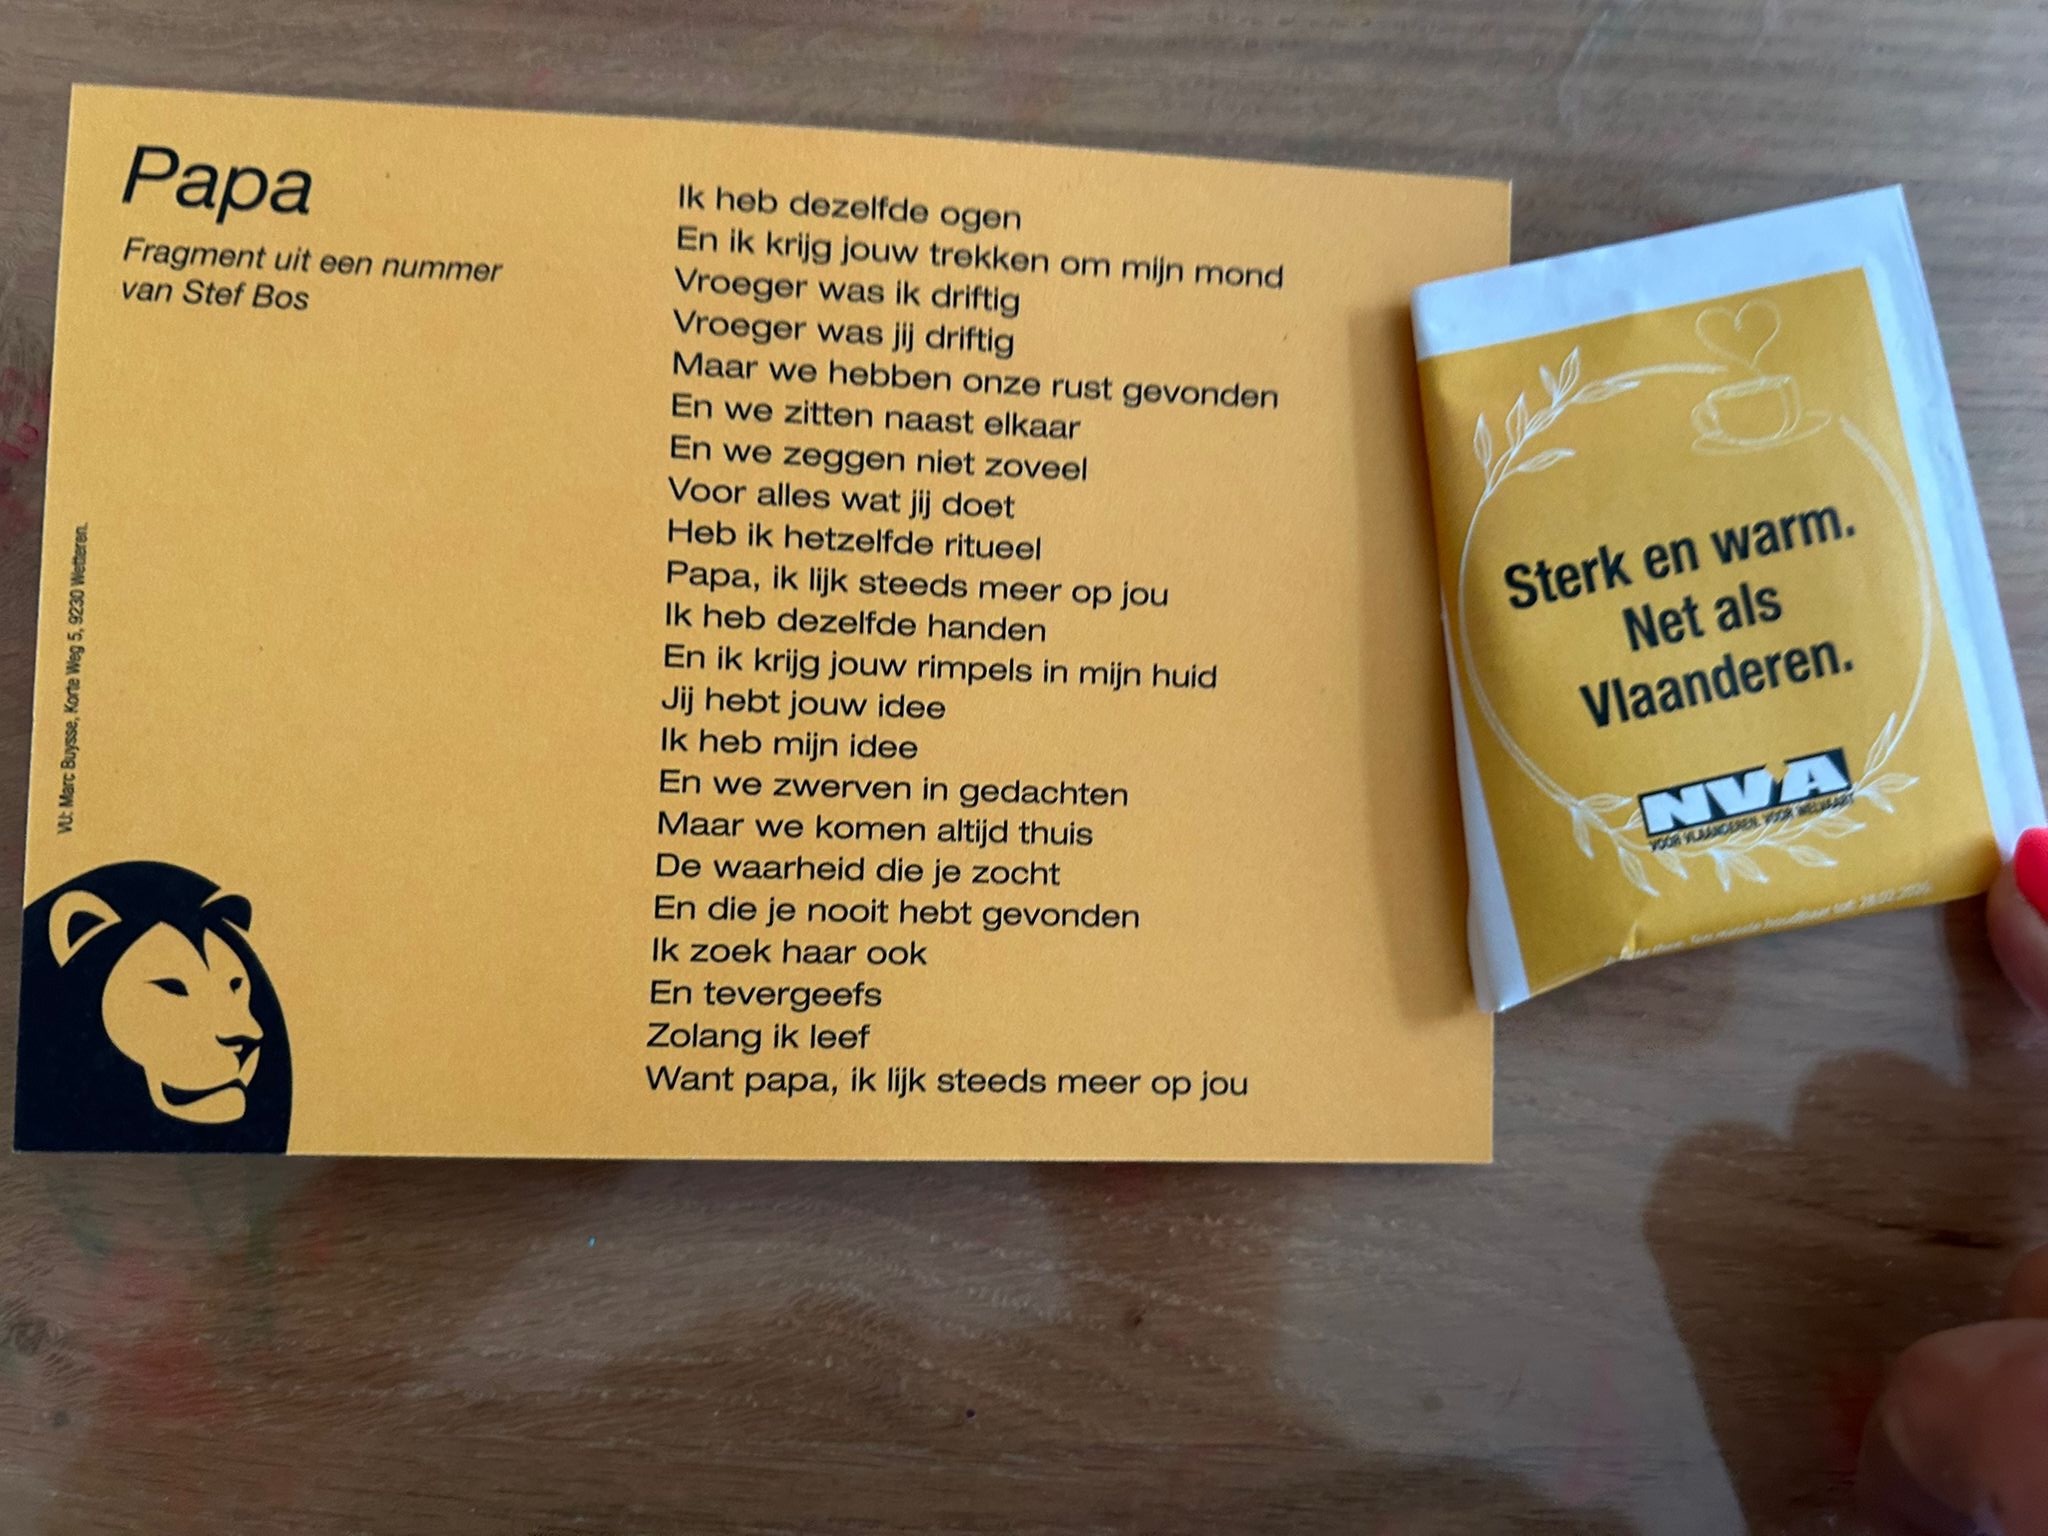 Papa
Fragment uit een nummer
van Stef Bos
Ik heb dezelfde ogen
En ik krijg jouw trekken om mijn mond
Vroeger was ik driftig
Vroeger was jij driftig
Maar we hebben onze rust gevonden
En we zitten naast elkaar
En we zeggen niet zoveel
Voor alles wat jij doet
Heb ik hetzelfde ritueel
Papa, ik lijk steeds meer op jou
Ik heb dezelfde handen
En ik krijg jouw rimpels in mijn huid
Jij hebt jouw idee
Ik heb mijn idee
En we zwerven in gedachten
Maar we komen altijd thuis
De waarheid die je zocht
En die je nooit hebt gevonden
Ik zoek haar ook
En tevergeefs
Zolang ik leef
Want papa, ik lijk steeds meer op jou
VU: Marc Buysse, Korte Weg 5, 9230 Wetteren.
Sterk en warm.
Net als
Vlaanderen.
NVA
VOOR VLAANDEREN. VOOR WELVAART
houdbaar tot